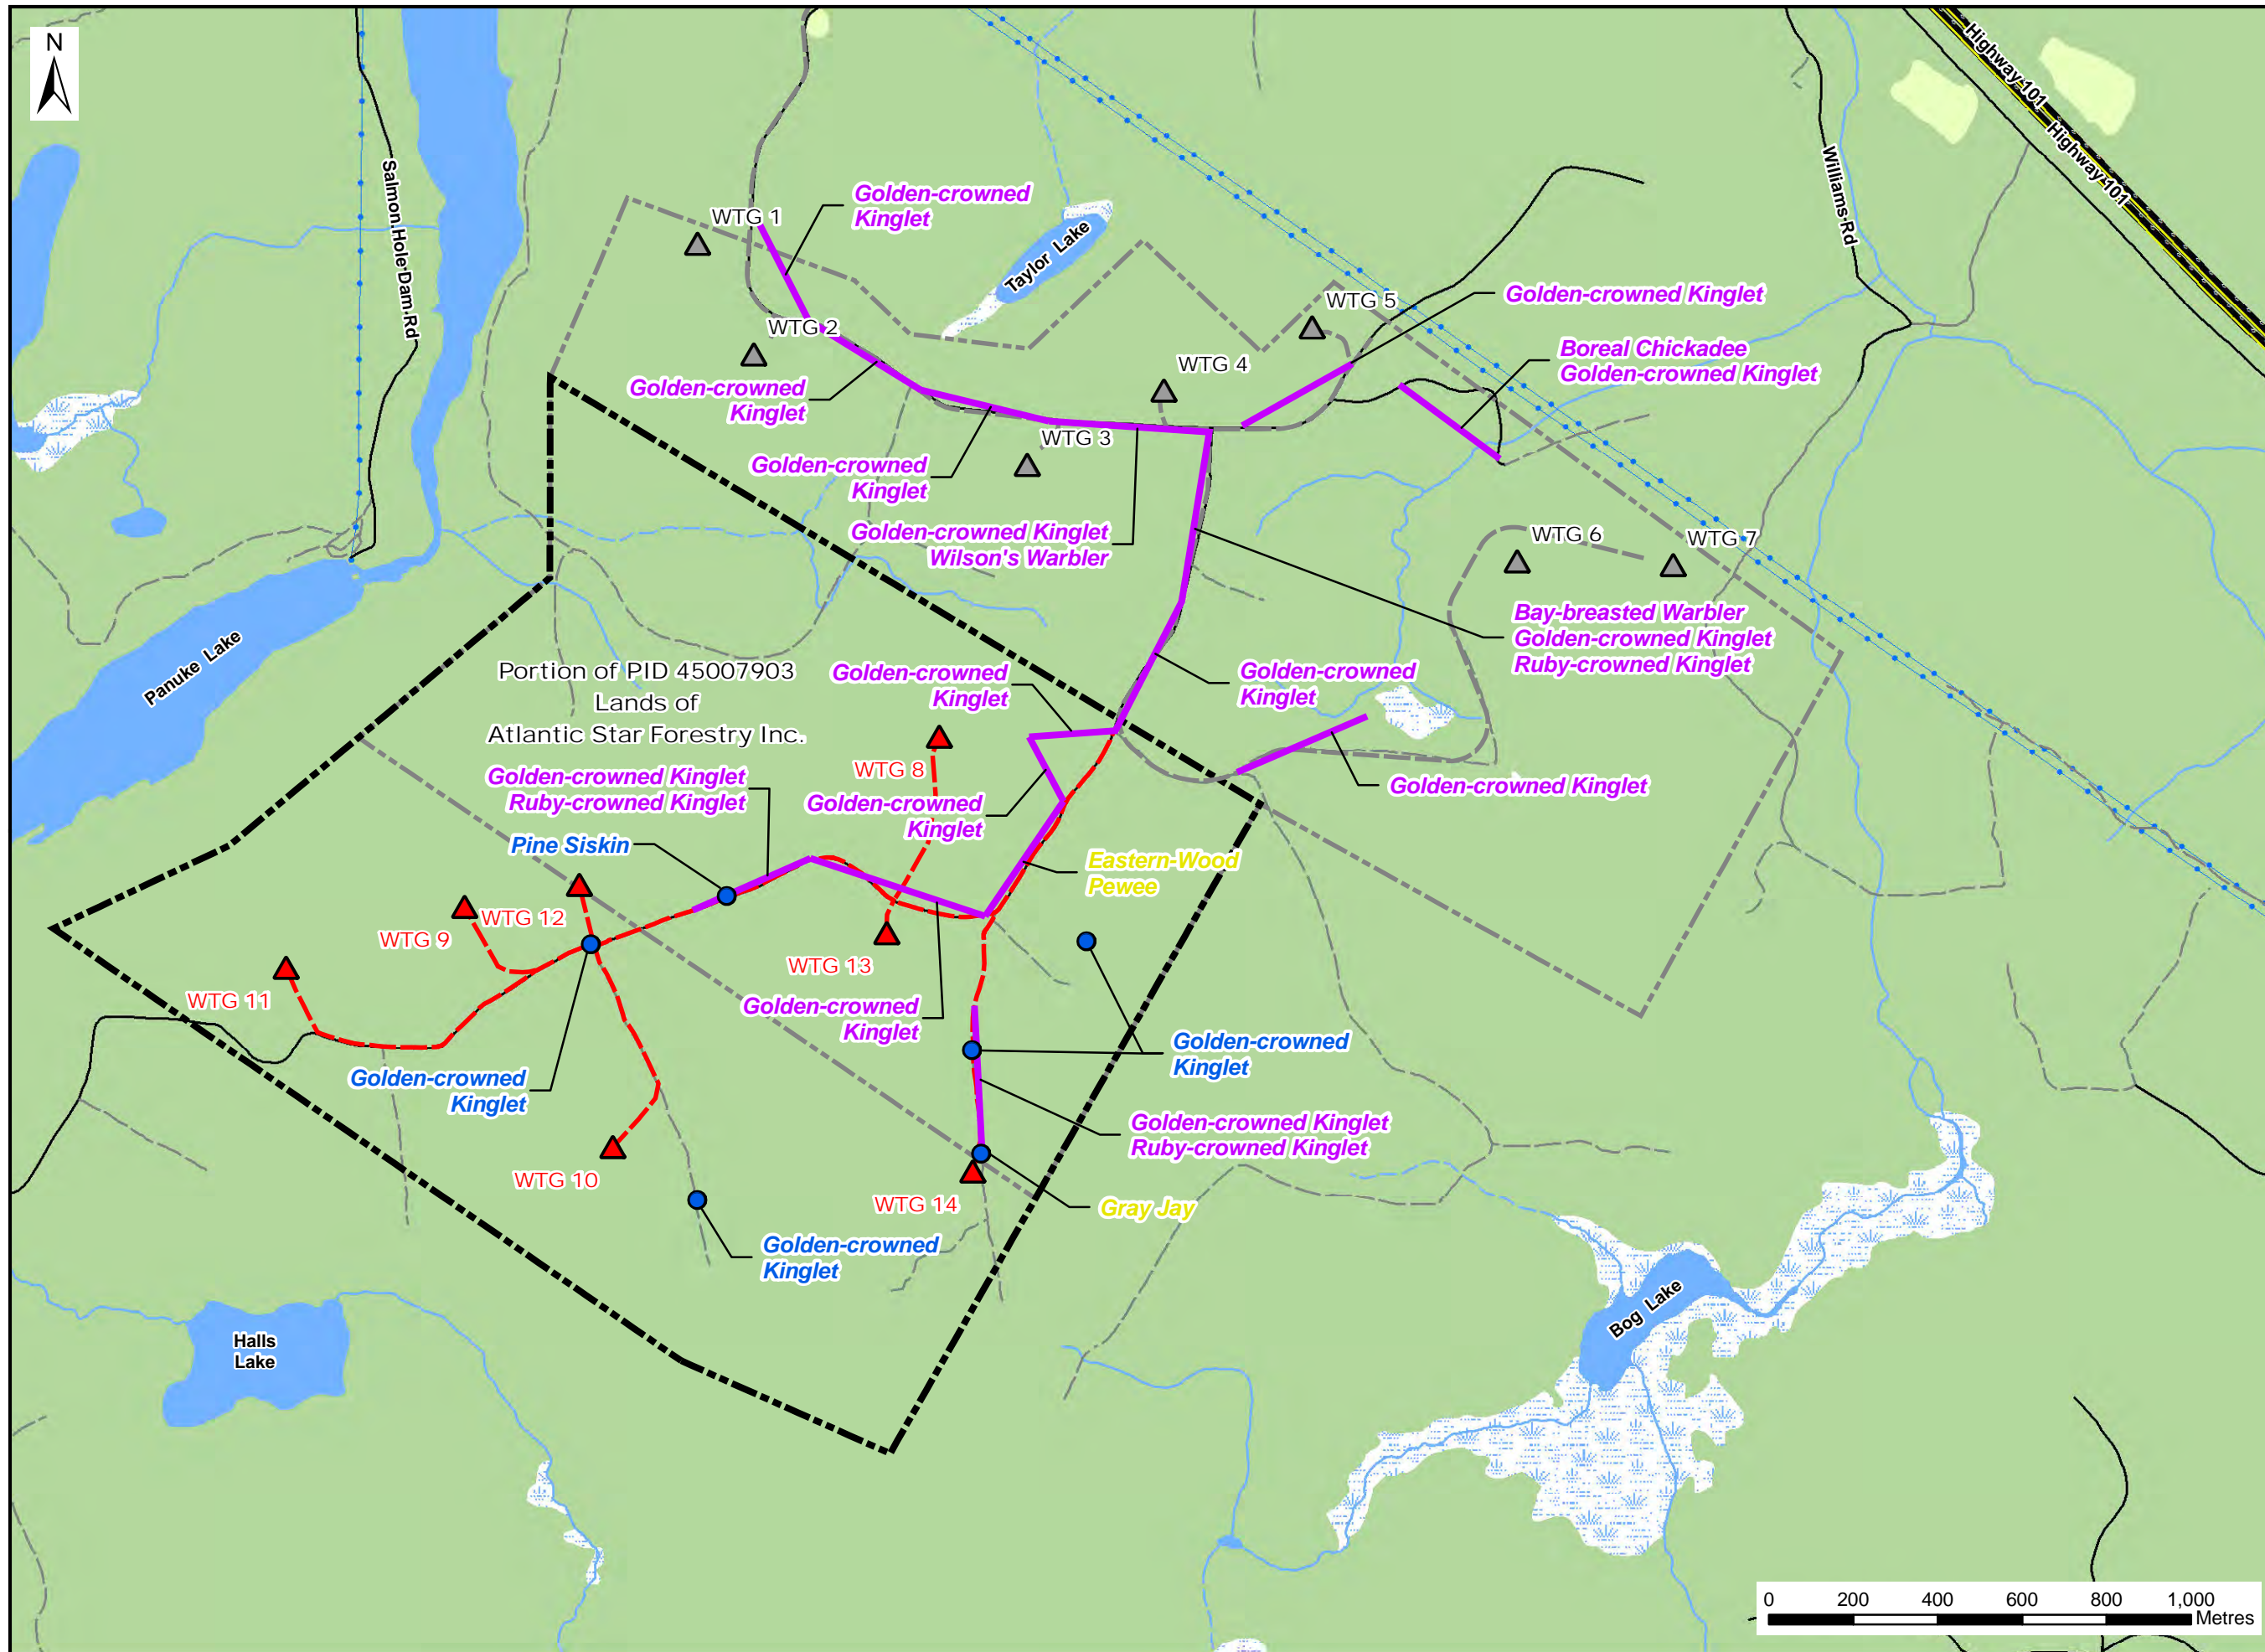 N
Highway 101
Highway 101
Salmon Hole Dam Rd
Williams Rd
WTG 1
Golden-crowned
Kinglet
Taylor Lake
WTG 2
WTG 5
Golden-crowned Kinglet
Boreal Chickadee
Golden-crowned Kinglet
WTG 4
Golden-crowned
Kinglet
WTG 3
Golden-crowned
Kinglet
Golden-crowned Kinglet
Wilson's Warbler
WTG 6
WTG 7
Bay-breasted Warbler
Golden-crowned Kinglet
Ruby-crowned Kinglet
Panuke Lake
Portion of PID 45007903
Lands of
Atlantic Star Forestry Inc.
Golden-crowned
Kinglet
Golden-crowned
Kinglet
WTG 8
Golden-crowned Kinglet
Ruby-crowned Kinglet
Golden-crowned
Kinglet
Golden-crowned Kinglet
Pine Siskin
Eastern-Wood
Pewee
WTG 12
WTG 9
WTG 13
WTG 11
Golden-crowned
Kinglet
Golden-crowned
Kinglet
Golden-crowned
Kinglet
Golden-crowned Kinglet
Ruby-crowned Kinglet
WTG 10
WTG 14
Gray Jay
Golden-crowned
Kinglet
Halls
Lake
Bog Lake
0 200 400 600 800 1,000
Metres